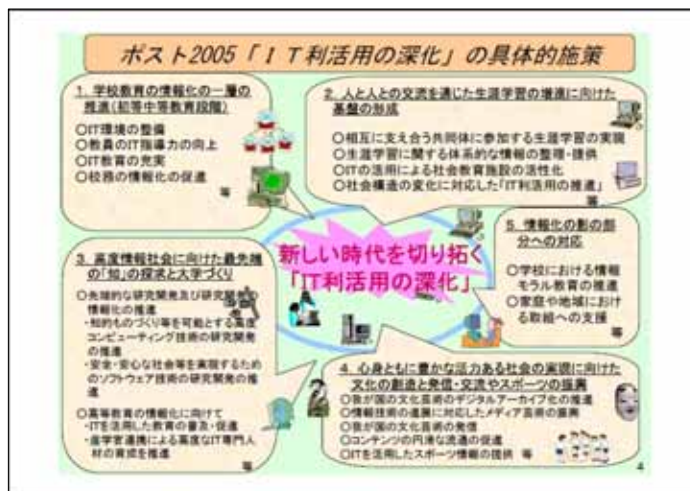 ポスト2005「IT利活用の深化」の具体的施策
1. 学校教育の情報化の一層の
推進(初等中等教育段階)
○IT環境の整備
○教員のIT指導力の向上
○IT教育の充実
○校務の情報化の促進
等
2. 人と人との交流を通じた生涯学習の増進に向けた
基盤の形成
○相互に支え合う共同体に参加する生涯学習の実現
○生涯学習に関する体系的な情報の整理・提供
○ITの活用による社会教育施設の活性化
○社会構造の変化に対応した「IT利活用の推進」
等
新しい時代を切り拓く
「IT利活用の深化」
3. 高度情報社会に向けた最先端
の「知」の探求と大学づくり
○先端的な研究開発及び研究開発の
情報化の推進
・知的ものづくり等を可能とする高度
コンピューティング技術の研究開発
の推進
・安全・安心な社会等を実現するため
のソフトウェア技術の研究開発の推
進
○高等教育の情報化に向けて
・ITを活用した教育の普及・促進
・産学官連携による高度なIT専門人
材の育成を推進
等
5. 情報化の影の部
分への対応
○学校における情報
モラル教育の推進
○家庭や地域におけ
る取組への支援
等
4. 心身ともに豊かな活力ある社会の実現に向けた
文化の創造と発信・交流やスポーツの振興
○我が国の文化芸術のデジタルアーカイブ化の推進
○情報技術の進展に対応したメディア芸術の振興
○我が国の文化芸術の発信
○コンテンツの円滑な流通の促進
○ITを活用したスポーツ情報の提供 等
4